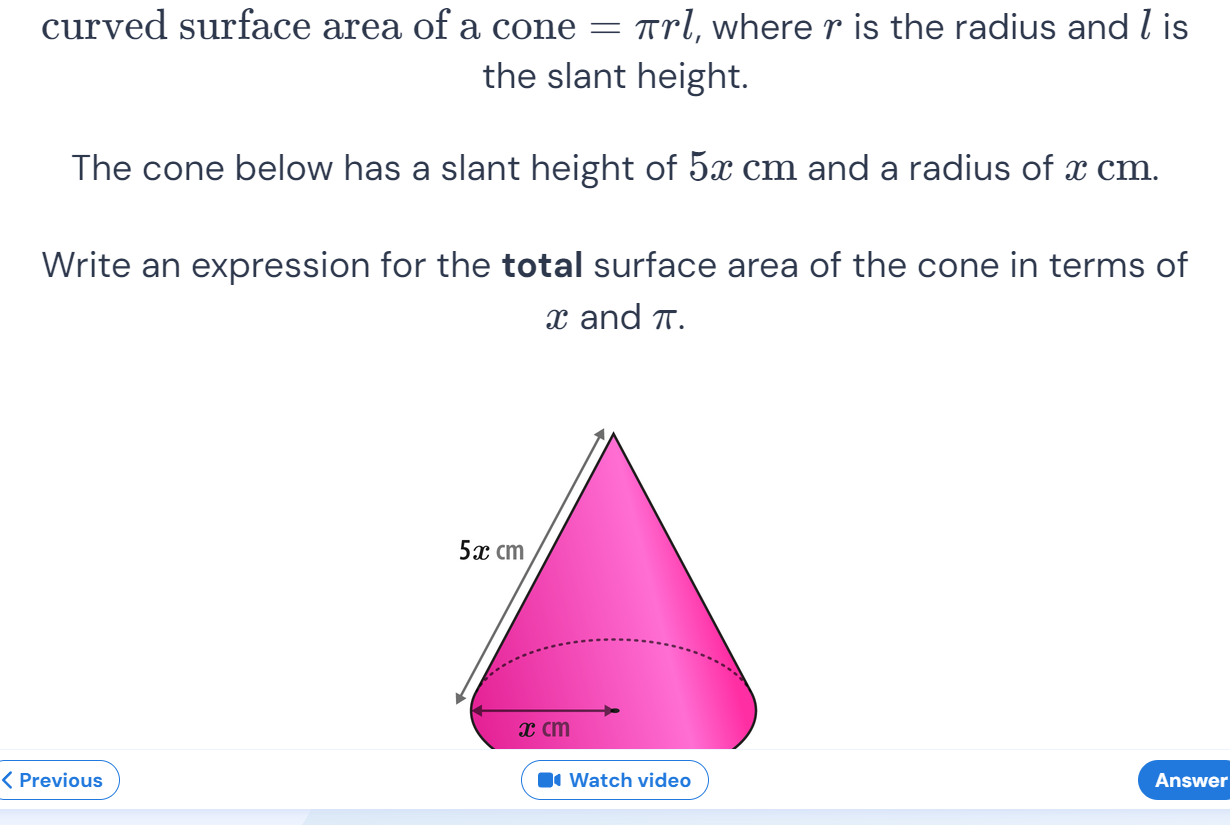 curved surface area of a cone = πrl, where r is the radius and l is
the slant height.
The cone below has a slant height of 5x cm and a radius of x cm.
Write an expression for the total surface area of the cone in terms of
x and π.
5x cm
x cm
Previous
Watch video
Answer